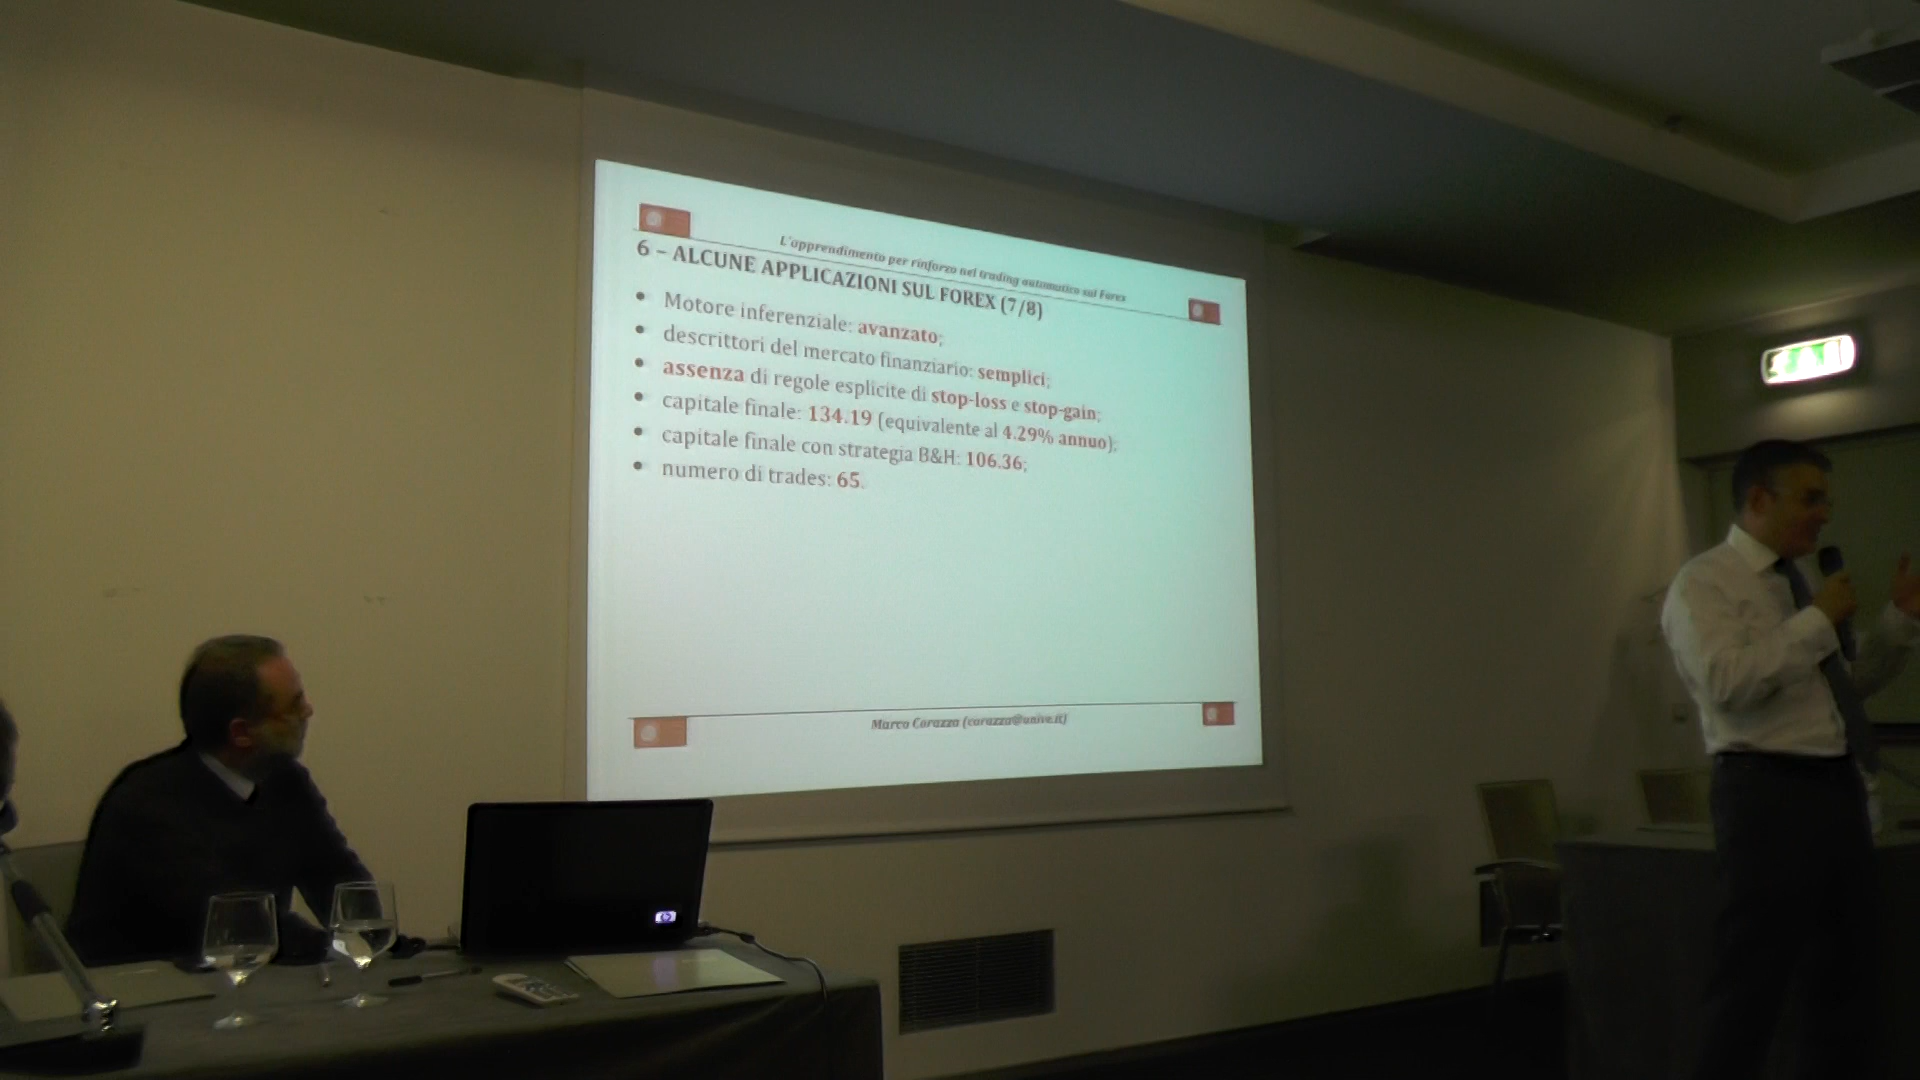 L'apprendimento per rinforzo nel trading automatico sul Forex
6 – ALCUNE APPLICAZIONI SUL FOREX (7/8)
• Motore inferenziale: avanzato;
• descrittori del mercato finanziario: semplici;
• assenza di regole esplicite di stop-loss e stop-gain;
• capitale finale: 134.19 (equivalente al 4.29% annuo);
• capitale finale con strategia B&H: 106.36;
• numero di trades: 65.
Marco Corazza (corazza@unive.it)
hp